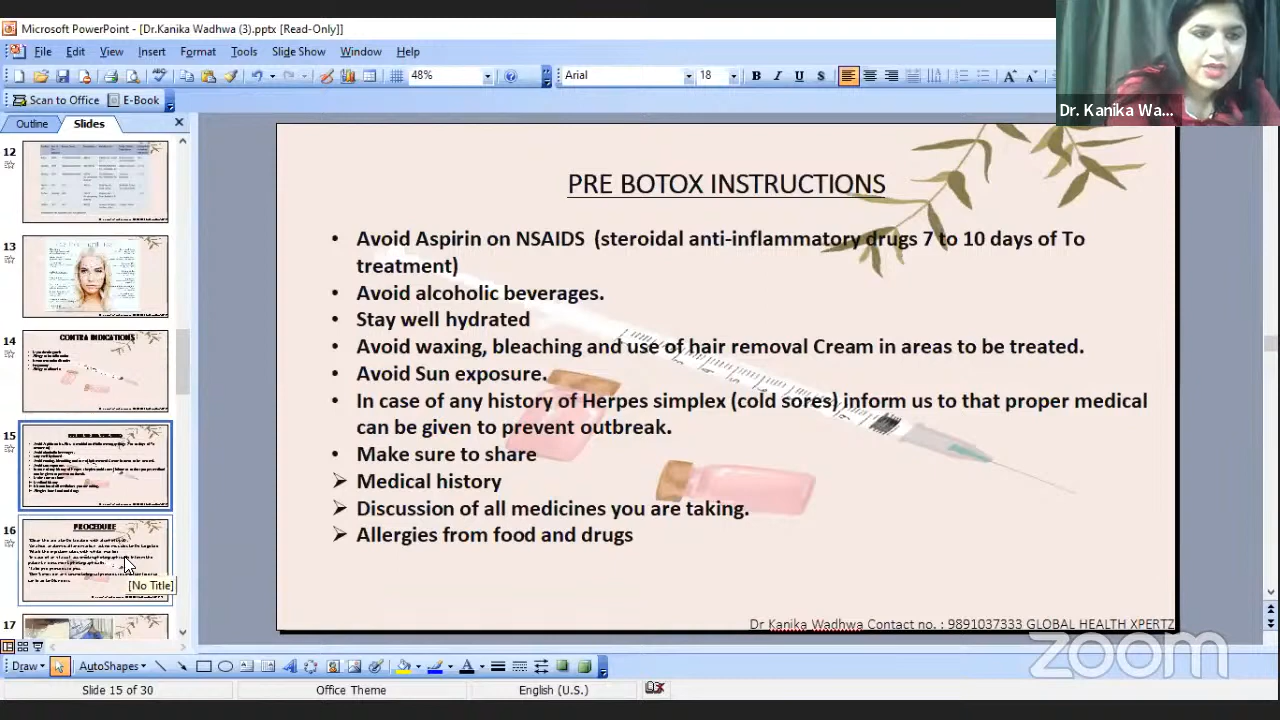 Microsoft PowerPoint - [Dr.Kanika Wadhwa (3).pptx [Read-Only]]
File Edit View Insert Format Tools Slide Show Window Help
48% Arial 18 B I U S
Scan to Office E-Book
Dr. Kanika Wa...
Outline Slides
12
13
14
CONTRA INDICATIONS
15
16
PROCEDURE
[No Title]
17
PRE BOTOX INSTRUCTIONS
• Avoid Aspirin on NSAIDS (steroidal anti-inflammatory drugs 7 to 10 days of To
treatment)
• Avoid alcoholic beverages.
• Stay well hydrated
• Avoid waxing, bleaching and use of hair removal Cream in areas to be treated.
• Avoid Sun exposure.
• In case of any history of Herpes simplex (cold sores) inform us to that proper medical
can be given to prevent outbreak.
• Make sure to share
➢ Medical history
➢ Discussion of all medicines you are taking.
➢ Allergies from food and drugs
Dr Kanika Wadhwa Contact no. : 9891037333 GLOBAL HEALTH XPERTZ
zoom
Draw AutoShapes
Slide 15 of 30 Office Theme English (U.S.)